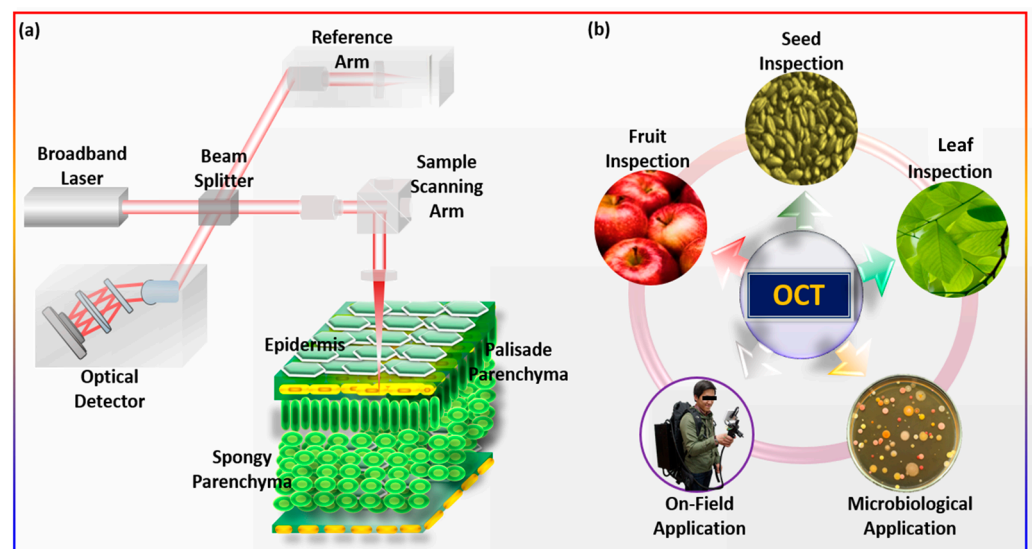 (a)
Reference
Arm
Broadband
Laser
Beam
Splitter
Sample
Scanning
Arm
Optical
Detector
Epidermis
Palisade
Parenchyma
Spongy
Parenchyma
(b)
Seed
Inspection
Fruit
Inspection
Leaf
Inspection
OCT
On-Field
Application
Microbiological
Application